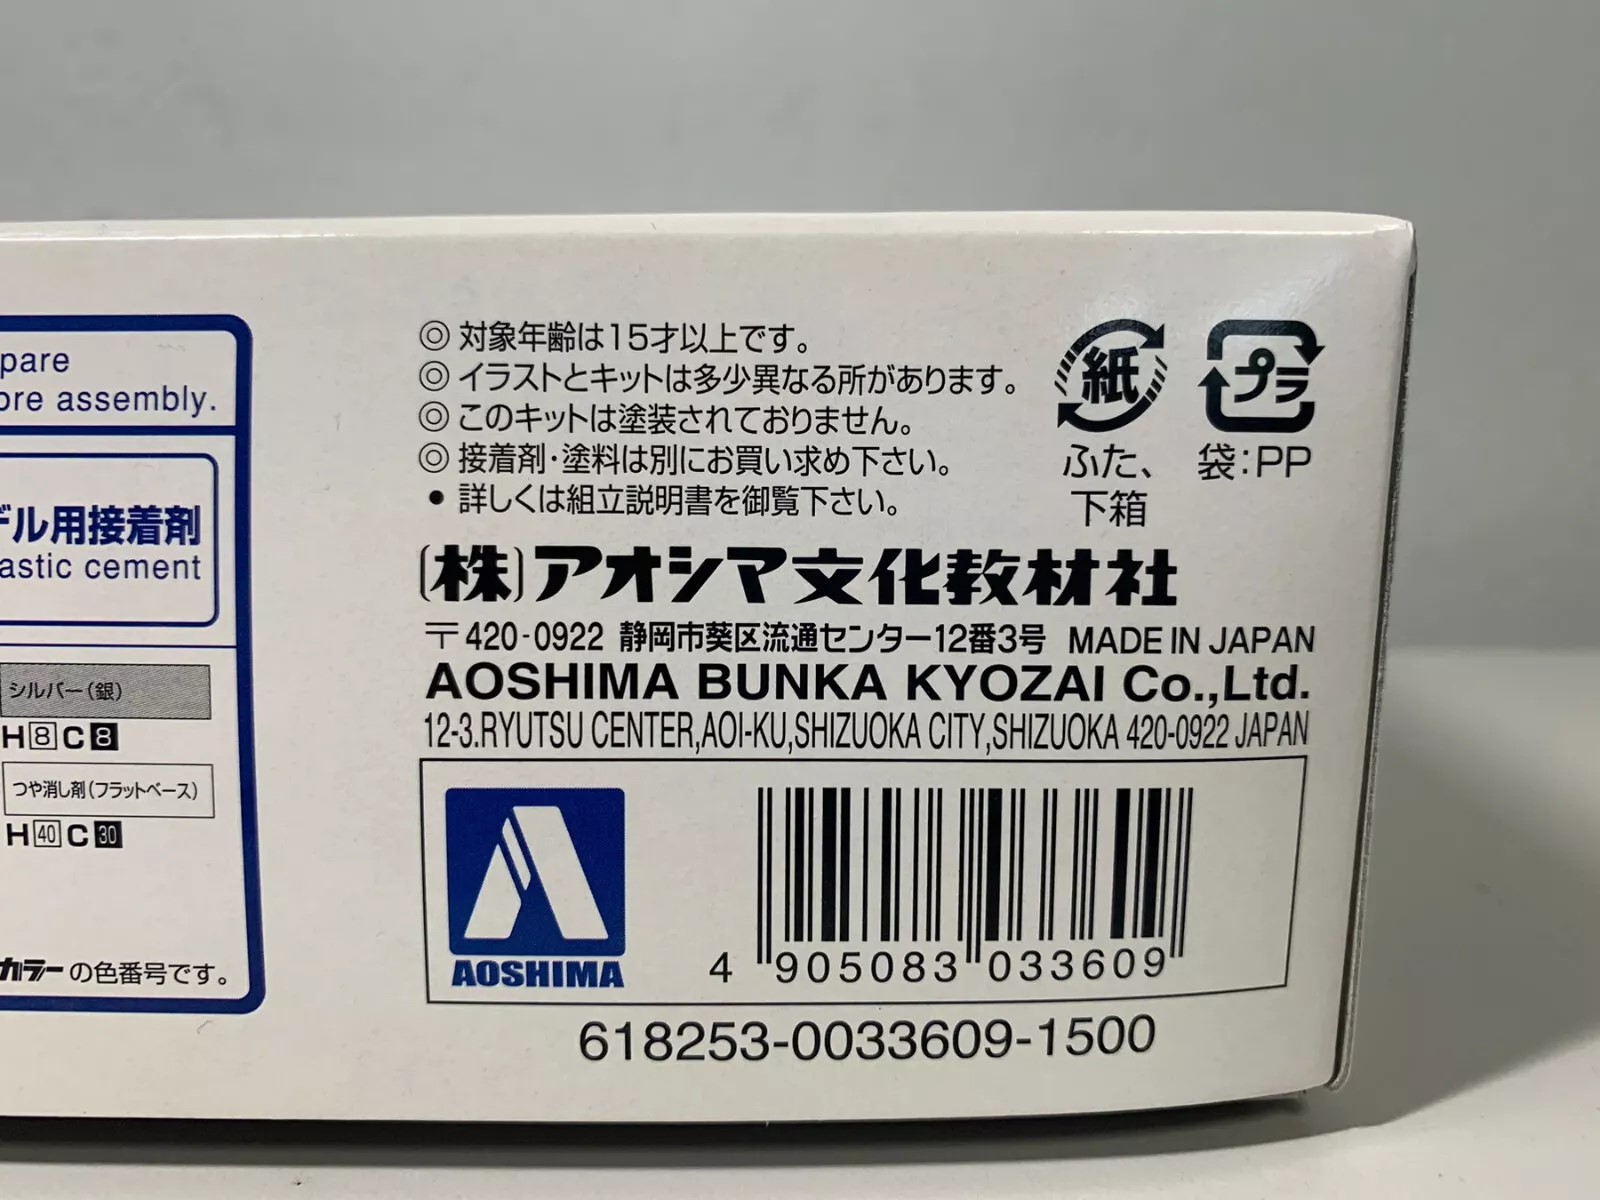 pare
ore assembly.
デル用接着剤
astic cement
シルバー(銀)
H 8 C 8
つや消し剤(フラットベース)
H 40 C 30
カラーの色番号です。
◎ 対象年齢は15才以上です。
◎ イラストとキットは多少異なる所があります。
◎ このキットは塗装されておりません。
◎ 接着剤・塗料は別にお買い求め下さい。
• 詳しくは組立説明書を御覧下さい。
紙
ふた、
下箱
プラ
袋:PP
(株)アオシマ文化教材社
〒420-0922 静岡市葵区流通センター12番3号 MADE IN JAPAN
AOSHIMA BUNKA KYOZAI Co.,Ltd.
12-3.RYUTSU CENTER,AOI-KU,SHIZUOKA CITY,SHIZUOKA 420-0922 JAPAN
AOSHIMA
4 905083 033609
618253-0033609-1500